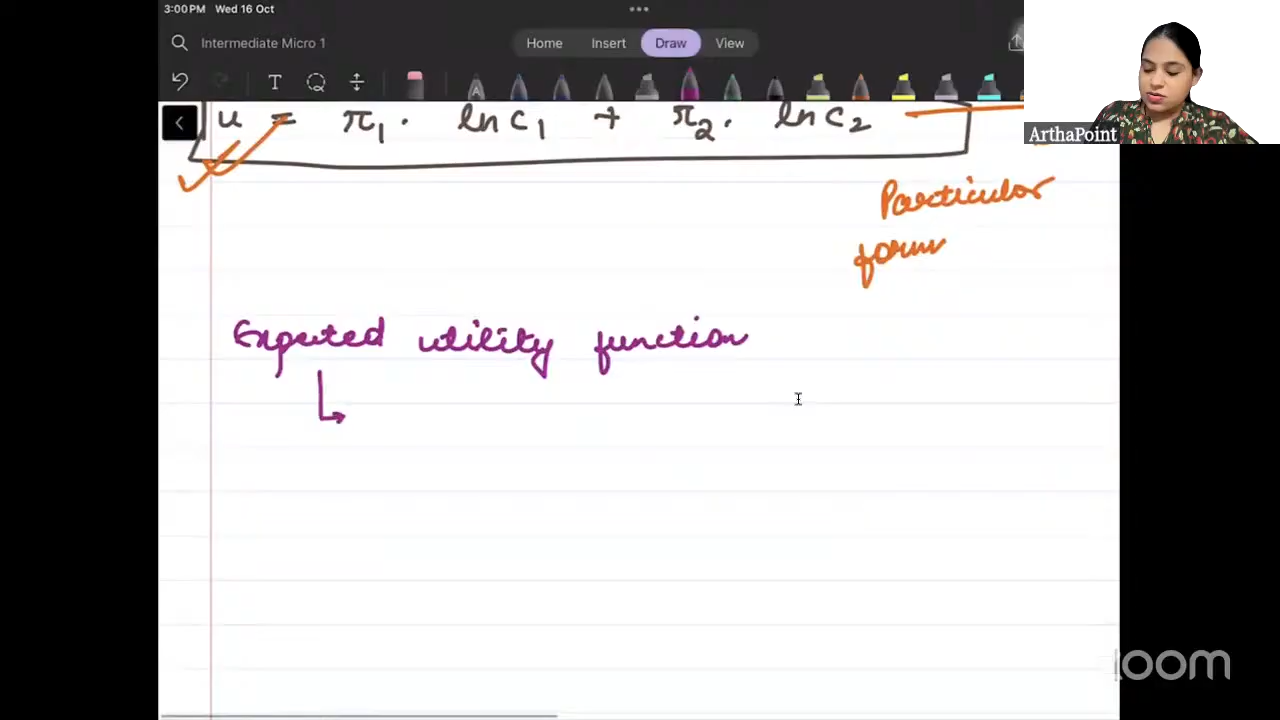 3:00 PM Wed 16 Oct
Intermediate Micro 1
Home Insert Draw View
T
A
ArthaPoint
u = π₁· ln c₁ + π₂· ln c₂
Particular
form
Expected utility function
loom